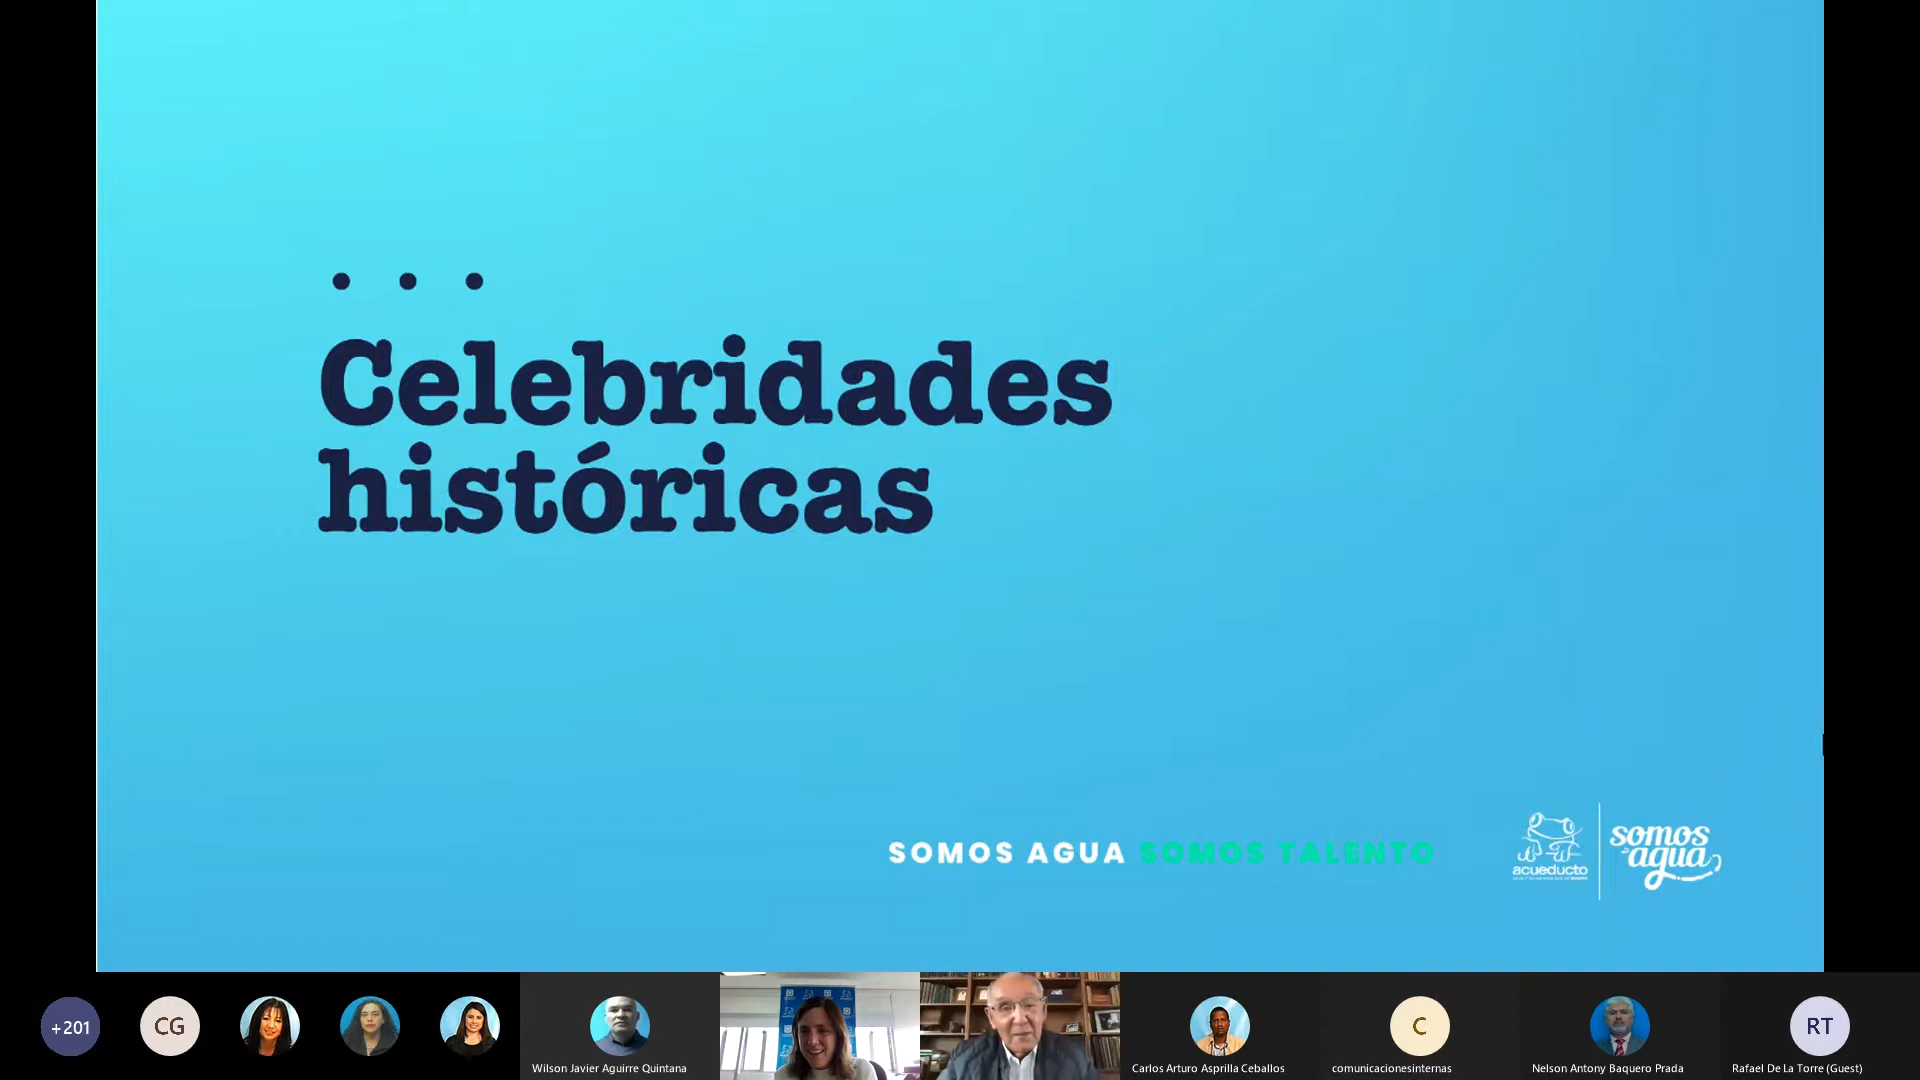 Celebridades
históricas
SOMOS AGUA SOMOS TALENTO
acueducto
somos
agua
+201
CG
Wilson Javier Aguirre Quintana
Carlos Arturo Asprilla Ceballos
C
comunicacionesinternas
Nelson Antony Baquero Prada
RT
Rafael De La Torre (Guest)